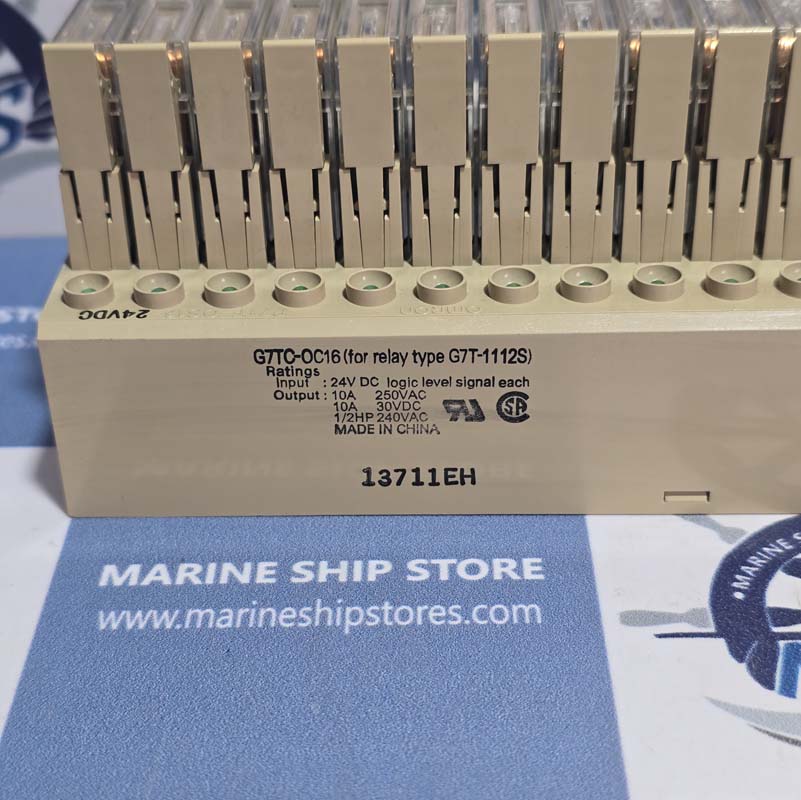 24VDC
G7TC-OC16 (for relay type G7T-1112S)
Ratings
Input : 24V DC logic level signal each
Output : 10A 250VAC
10A 30VDC
1/2HP 240VAC
MADE IN CHINA
13711EH
MARINE SHIP STORE
www.marineshipstores.com
MARINE